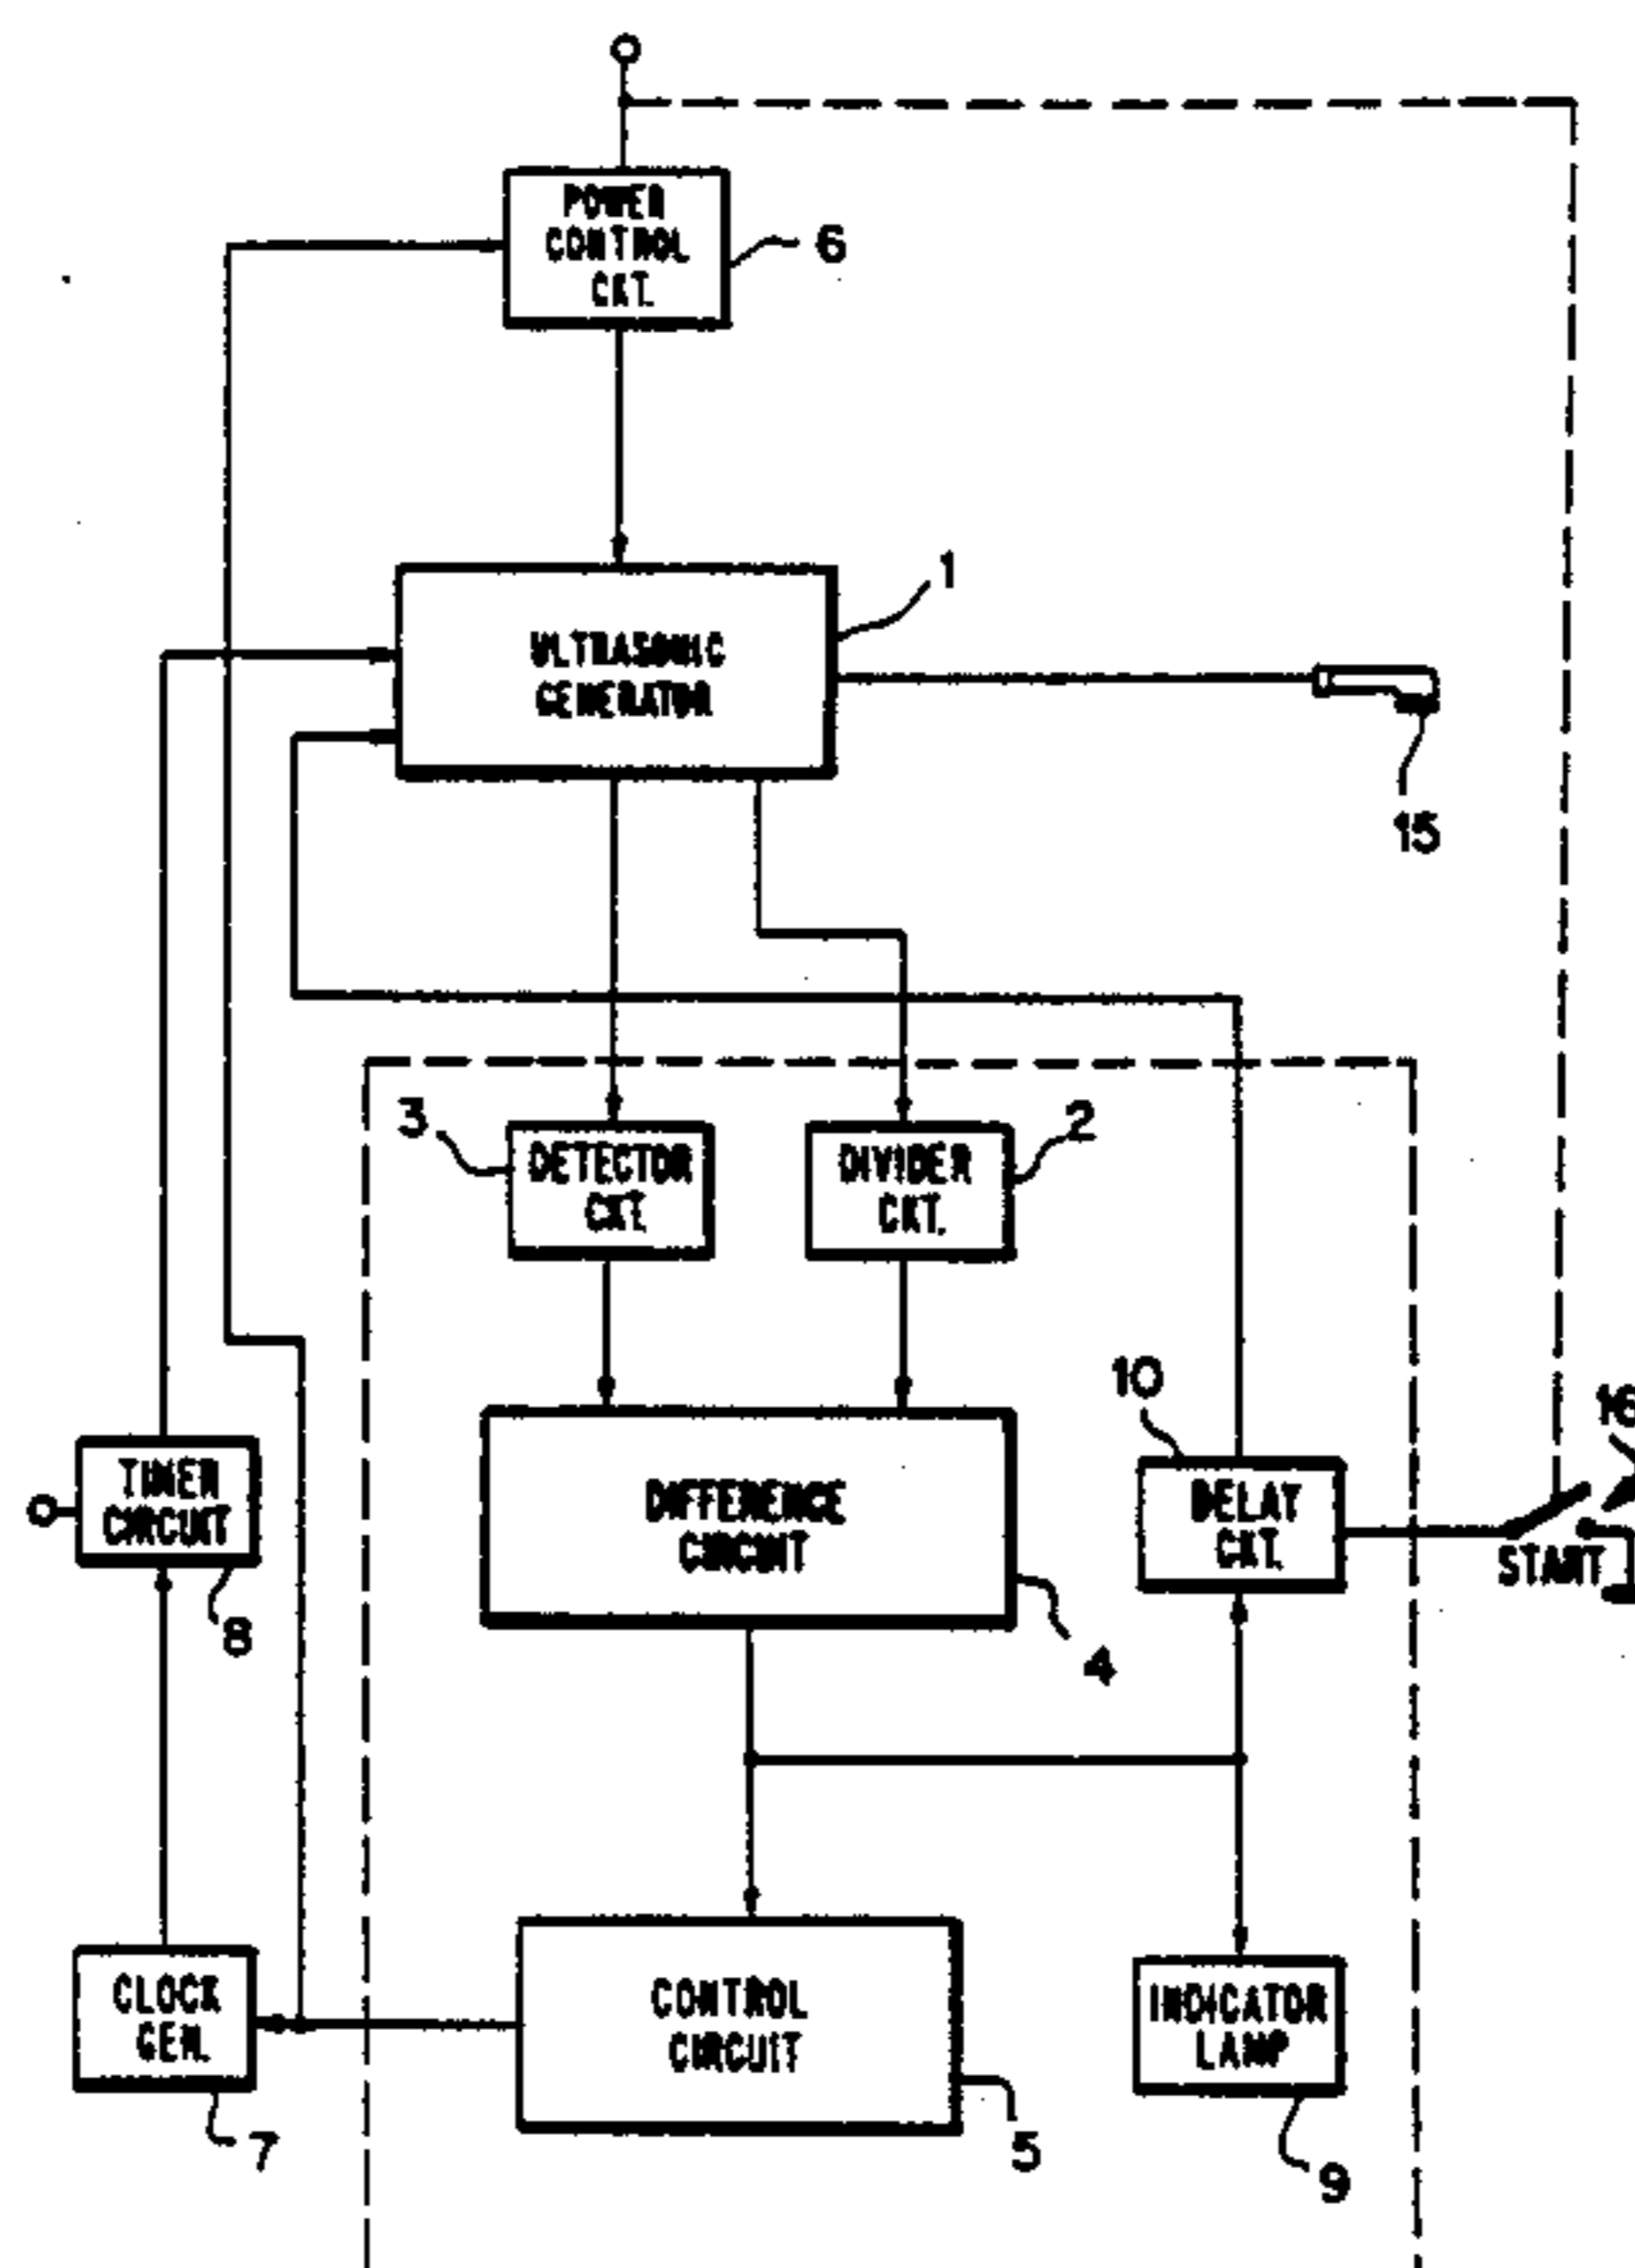 POWER
CONTROL
CKT.
6
1
ULTRASONIC
GENERATOR
15
3
DETECTOR
CKT.
2
DIVIDER
CKT.
10
16
TIMER
CIRCUIT
8
DIFFERENCE
CIRCUIT
4
DELAY
CKT.
START
CLOCK
GEN.
7
CONTROL
CIRCUIT
5
INDICATOR
LAMP
9